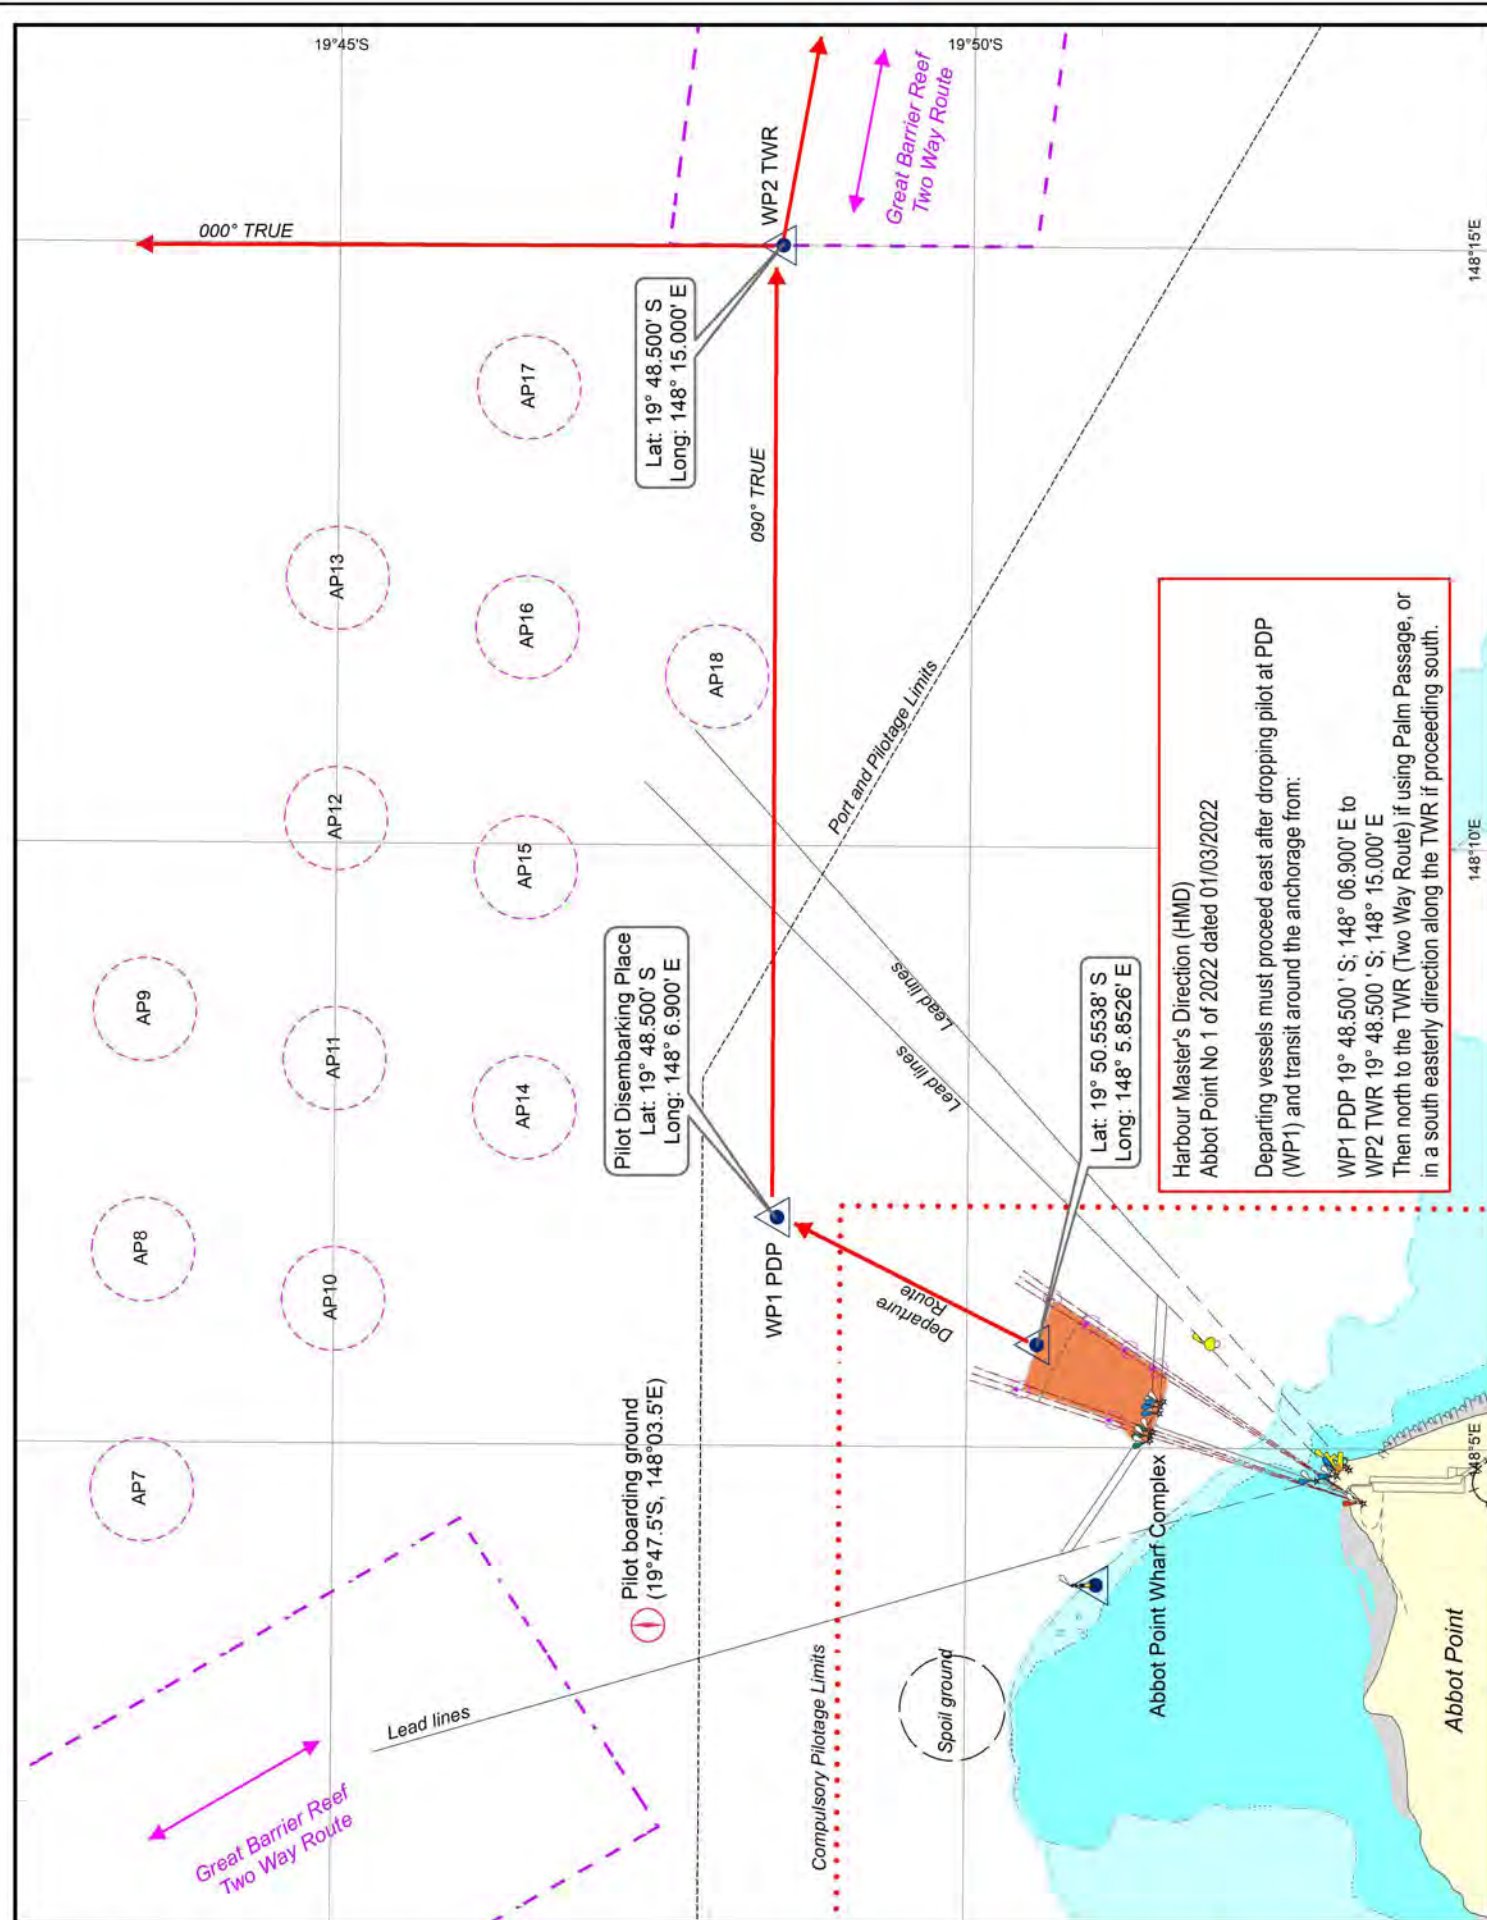 19°45'S
19°50'S
148°15'E
148°10'E
148°5'E
Great Barrier Reef
Two Way Route
Lead lines
AP7
AP8
AP9
AP10
AP11
AP12
AP13
AP14
AP15
AP16
AP17
AP18
000° TRUE
WP2 TWR
Great Barrier Reef
Two Way Route
Lat: 19° 48.500' S
Long: 148° 15.000' E
090° TRUE
Pilot Disembarking Place
Lat: 19° 48.500' S
Long: 148° 6.900' E
WP1 PDP
Pilot boarding ground
(19°47.5'S, 148°03.5'E)
Port and Pilotage Limits
Compulsory Pilotage Limits
Departure
Route
Lead lines
Lead lines
Lat: 19° 50.5538' S
Long: 148° 5.8526' E
Spoil ground
Abbot Point Wharf Complex
Abbot Point
Harbour Master's Direction (HMD)
Abbot Point No 1 of 2022 dated 01/03/2022
Departing vessels must proceed east after dropping pilot at PDP
(WP1) and transit around the anchorage from:
WP1 PDP 19° 48.500 ' S; 148° 06.900' E to
WP2 TWR 19° 48.500 ' S; 148° 15.000' E
Then north to the TWR (Two Way Route) if using Palm Passage, or
in a south easterly direction along the TWR if proceeding south.